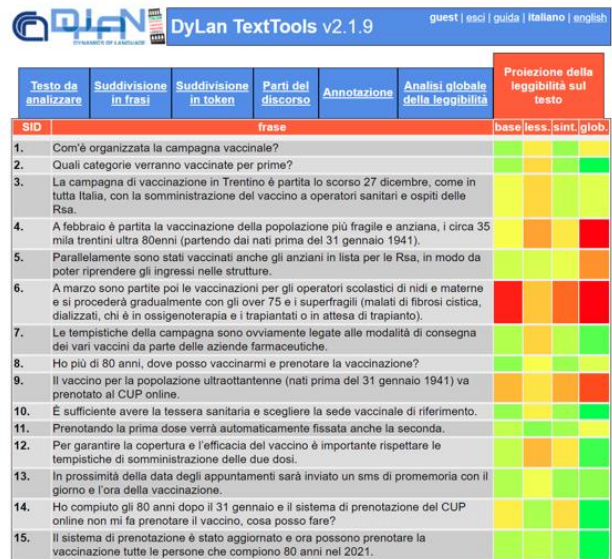 DYLAN
DYNAMICS OF LANGUAGE
DyLan TextTools v2.1.9
guest | esci | guida | italiano | english
Testo da analizzare
Suddivisione in frasi
Suddivisione in token
Parti del discorso
Annotazione
Analisi globale della leggibilità
Proiezione della leggibilità sul testo
SID frase base less. sint. glob.
1. Com'è organizzata la campagna vaccinale?
2. Quali categorie verranno vaccinate per prime?
3. La campagna di vaccinazione in Trentino è partita lo scorso 27 dicembre, come in
tutta Italia, con la somministrazione del vaccino a operatori sanitari e ospiti delle
Rsa.
4. A febbraio è partita la vaccinazione della popolazione più fragile e anziana, i circa 35
mila trentini ultra 80enni (partendo dai nati prima del 31 gennaio 1941).
5. Parallelamente sono stati vaccinati anche gli anziani in lista per le Rsa, in modo da
poter riprendere gli ingressi nelle strutture.
6. A marzo sono partite poi le vaccinazioni per gli operatori scolastici di nidi e materne
e si procederà gradualmente con gli over 75 e i superfragili (malati di fibrosi cistica,
dializzati, chi è in ossigenoterapia e i trapiantati o in attesa di trapianto).
7. Le tempistiche della campagna sono ovviamente legate alle modalità di consegna
dei vari vaccini da parte delle aziende farmaceutiche.
8. Ho più di 80 anni, dove posso vaccinarmi e prenotare la vaccinazione?
9. Il vaccino per la popolazione ultraottantenne (nati prima del 31 gennaio 1941) va
prenotato al CUP online.
10. È sufficiente avere la tessera sanitaria e scegliere la sede vaccinale di riferimento.
11. Prenotando la prima dose verrà automaticamente fissata anche la seconda.
12. Per garantire la copertura e l'efficacia del vaccino è importante rispettare le
tempistiche di somministrazione delle due dosi.
13. In prossimità della data degli appuntamenti sarà inviato un sms di promemoria con il
giorno e l'ora della vaccinazione.
14. Ho compiuto gli 80 anni dopo il 31 gennaio e il sistema di prenotazione del CUP
online non mi fa prenotare il vaccino, cosa posso fare?
15. Il sistema di prenotazione è stato aggiornato e ora possono prenotare la
vaccinazione tutte le persone che compiono 80 anni nel 2021.